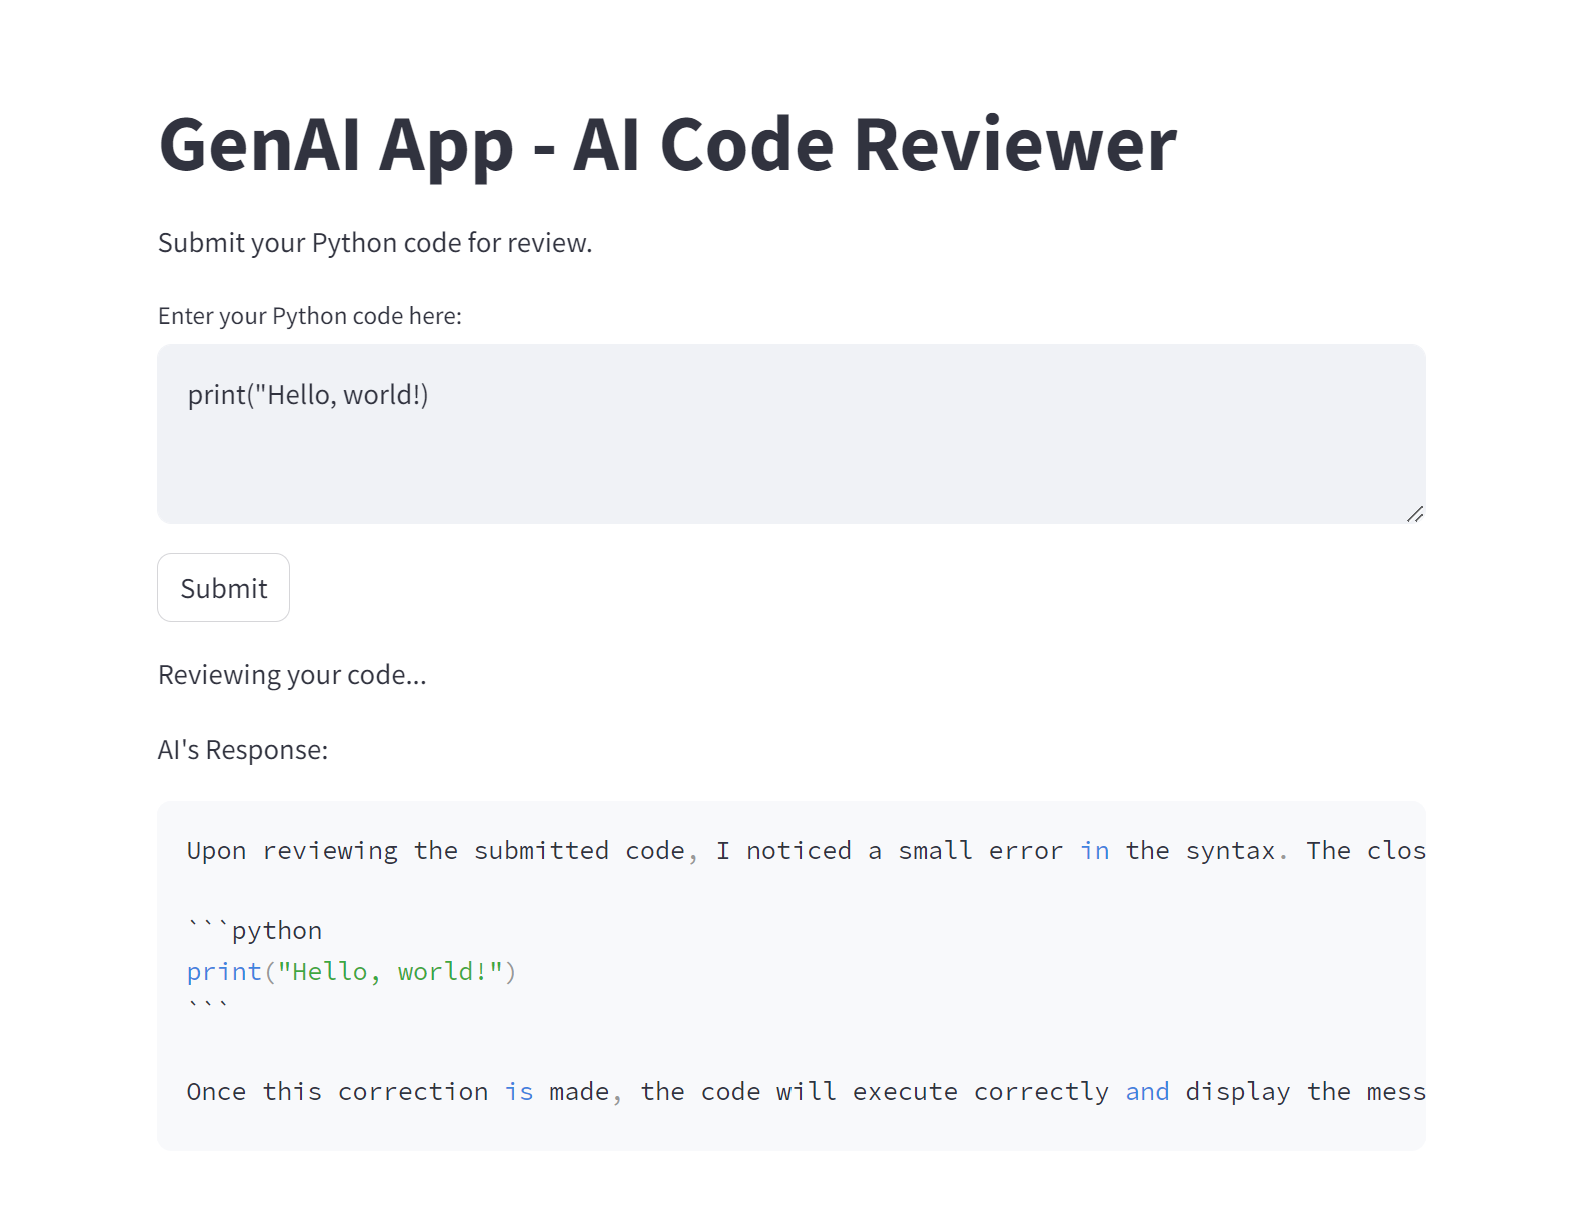 GenAI App - AI Code Reviewer
Submit your Python code for review.
Enter your Python code here:
print("Hello, world!)
Submit
Reviewing your code...
AI's Response:
Upon reviewing the submitted code, I noticed a small error in the syntax. The clos
```python
print("Hello, world!")
```
Once this correction is made, the code will execute correctly and display the mess